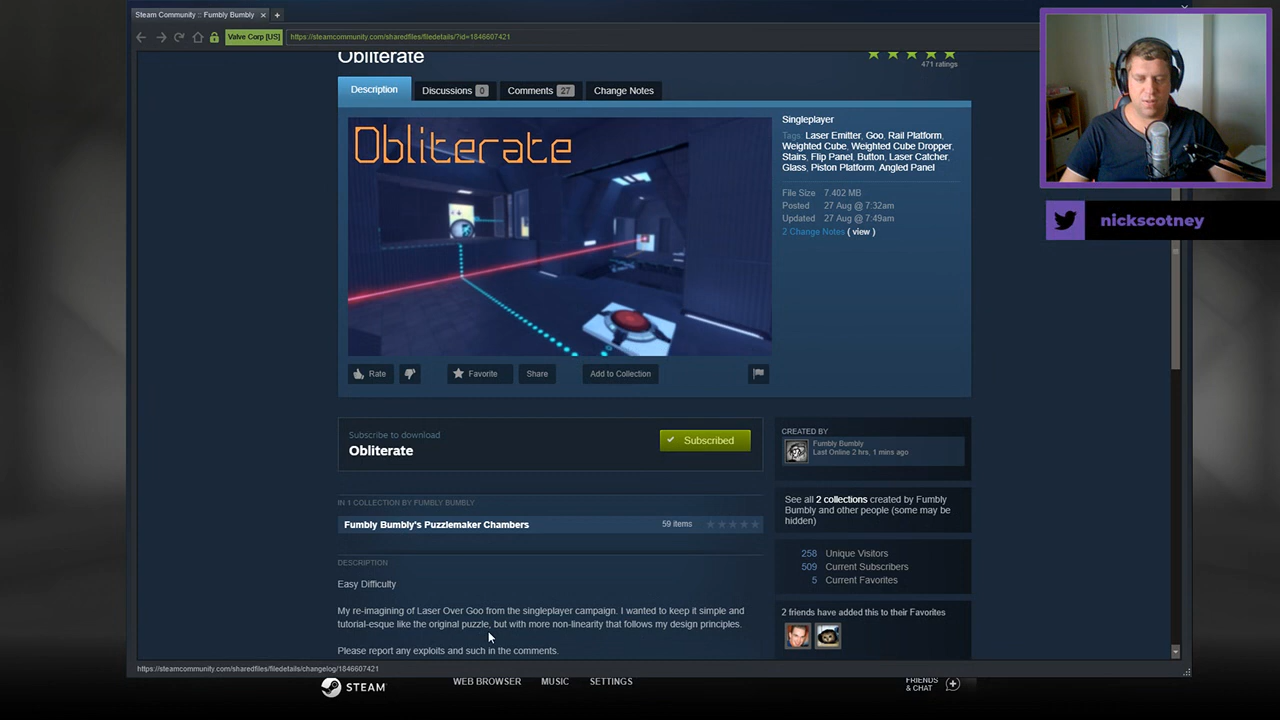 Steam Community :: Fumbly Bumbly × +
Valve Corp [US] https://steamcommunity.com/sharedfiles/filedetails/?id=1846607421
Obliterate
471 ratings
Description Discussions 0 Comments 27 Change Notes
Obliterate
Singleplayer
Tags: Laser Emitter, Goo, Rail Platform,
Weighted Cube, Weighted Cube Dropper,
Stairs, Flip Panel, Button, Laser Catcher,
Glass, Piston Platform, Angled Panel
File Size 7.402 MB
Posted 27 Aug @ 7:32am
Updated 27 Aug @ 7:49am
2 Change Notes ( view )
Rate Favorite Share Add to Collection
Subscribe to download
Obliterate
Subscribed
IN 1 COLLECTION BY FUMBLY BUMBLY
Fumbly Bumbly's Puzzlemaker Chambers 59 items
DESCRIPTION
Easy Difficulty
My re-imagining of Laser Over Goo from the singleplayer campaign. I wanted to keep it simple and
tutorial-esque like the original puzzle, but with more non-linearity that follows my design principles.
Please report any exploits and such in the comments.
CREATED BY
Fumbly Bumbly
Last Online 2 hrs, 1 mins ago
See all 2 collections created by Fumbly
Bumbly and other people (some may be
hidden)
258 Unique Visitors
509 Current Subscribers
5 Current Favorites
2 friends have added this to their Favorites
https://steamcommunity.com/sharedfiles/filedetails/changelog/1846607421
STEAM WEB BROWSER MUSIC SETTINGS
FRIENDS
& CHAT
nickscotney